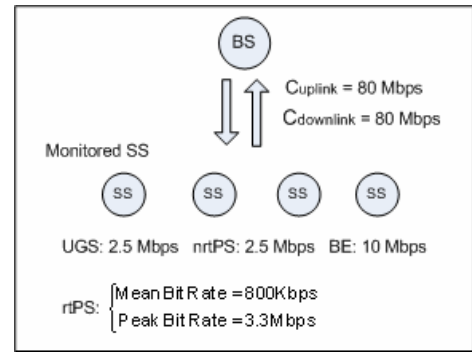 BS
Cuplink = 80 Mbps
Cdownlink = 80 Mbps
Monitored SS
SS SS SS SS
UGS: 2.5 Mbps nrtPS: 2.5 Mbps BE: 10 Mbps
rtPS: { Mean Bit Rate = 800Kbps
Peak Bit Rate = 3.3Mbps